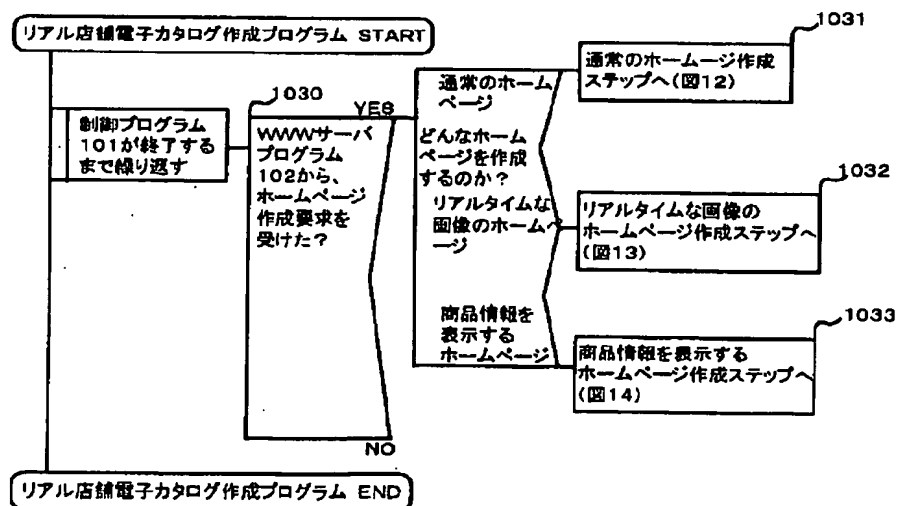 リアル店舗電子カタログ作成プログラム START
制御プログラム
101が終了する
まで繰り返す
1030
YES
WWWサーバ
プログラム
102から、
ホームページ
作成要求を
受けた?
NO
通常のホーム
ページ
どんなホーム
ページを作成
するのか?
リアルタイムな
画像のホームペ
ージ
商品情報を
表示する
ホームページ
1031
通常のホームージ作成
ステップへ(図12)
1032
リアルタイムな画像の
ホームページ作成ステップへ
(図13)
1033
商品情報を表示する
ホームページ作成ステップへ
(図14)
リアル店舗電子カタログ作成プログラム END